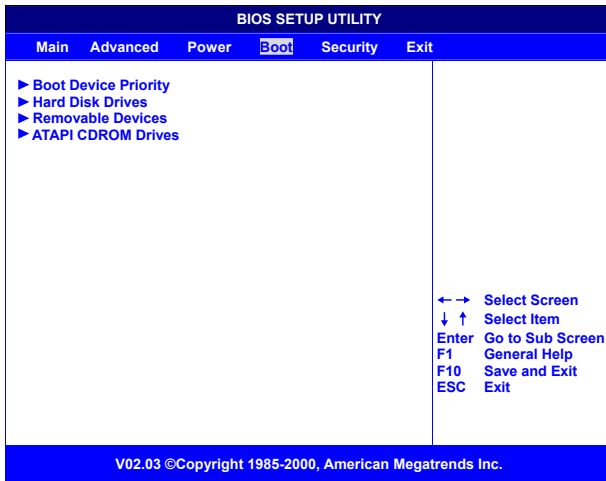 BIOS SETUP UTILITY
Main Advanced Power Boot Security Exit
► Boot Device Priority
► Hard Disk Drives
► Removable Devices
► ATAPI CDROM Drives
←→ Select Screen
↓ ↑ Select Item
Enter Go to Sub Screen
F1 General Help
F10 Save and Exit
ESC Exit
V02.03 ©Copyright 1985-2000, American Megatrends Inc.